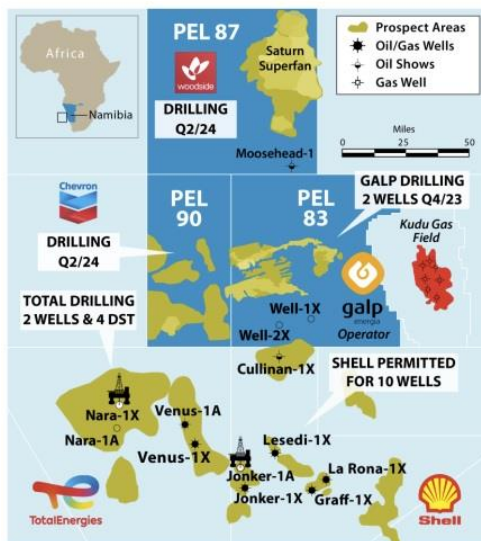 Africa
Namibia
PEL 87
woodside
DRILLING
Q2/24
Saturn
Superfan
Moosehead-1
Prospect Areas
Oil/Gas Wells
Oil Shows
Gas Well
Miles
0 25 50
Chevron
DRILLING
Q2/24
PEL
90
PEL
83
GALP DRILLING
2 WELLS Q4/23
Kudu Gas
Field
galp
energia
Operator
Well-1X
Well-2X
Cullinan-1X
TOTAL DRILLING
2 WELLS & 4 DST
SHELL PERMITTED
FOR 10 WELLS
Nara-1X
Nara-1A
Venus-1A
Venus-1X
Lesedi-1X
Jonker-1A
Jonker-1X
La Rona-1X
Graff-1X
TotalEnergies
Shell